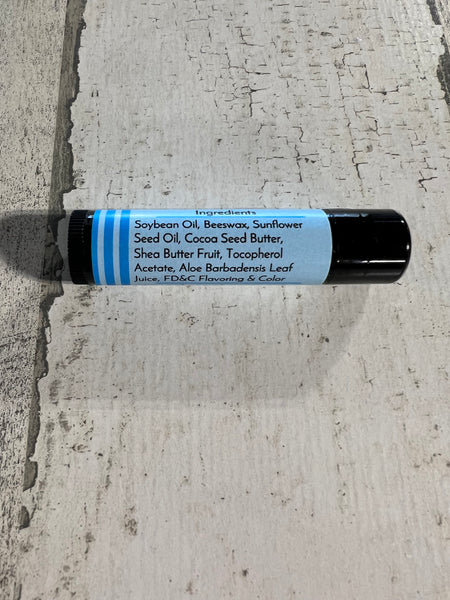 Ingredients
Soybean Oil, Beeswax, Sunflower
Seed Oil, Cocoa Seed Butter,
Shea Butter Fruit, Tocopherol
Acetate, Aloe Barbadensis Leaf
Juice, FD&C Flavoring & Color